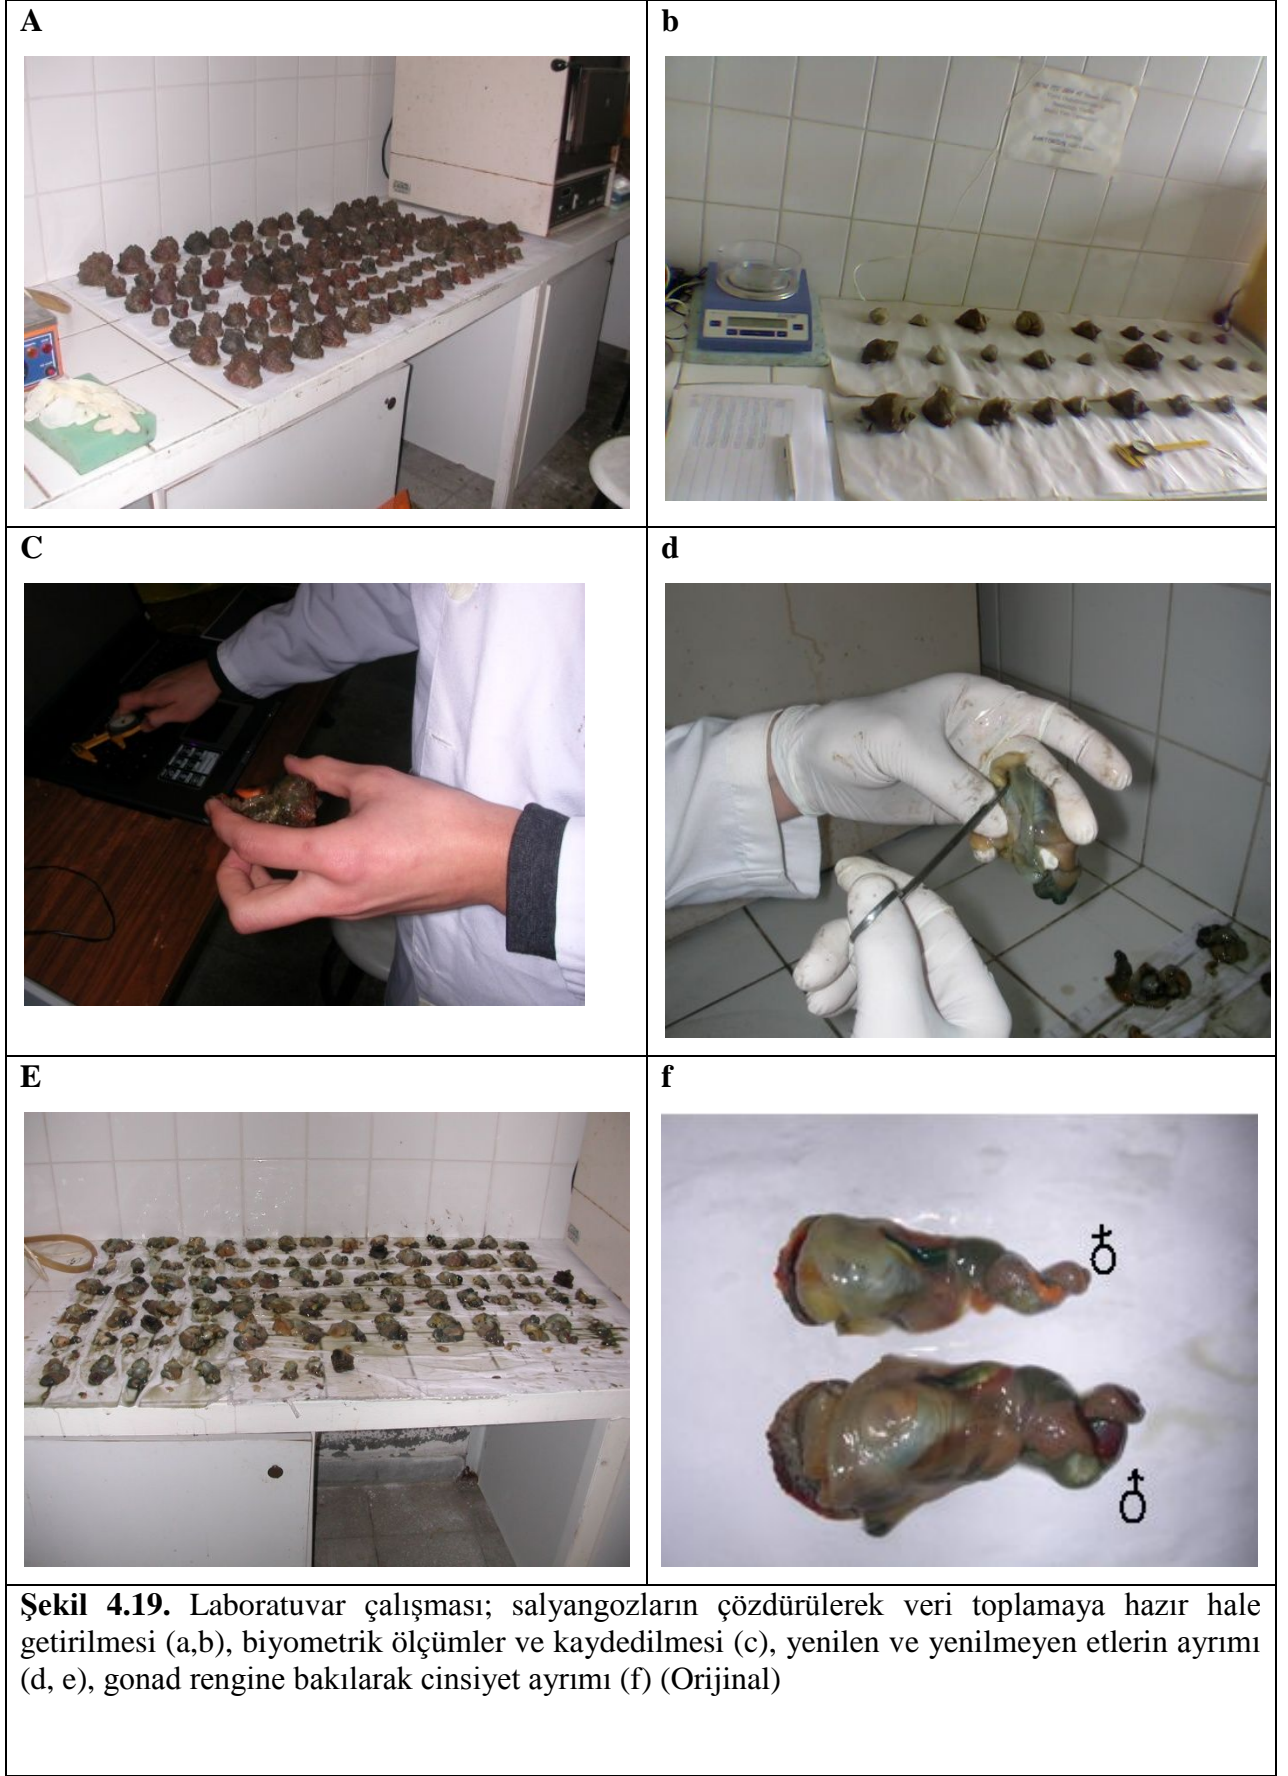 A
b
C
d
E
f
Şekil 4.19. Laboratuvar çalışması; salyangozların çözdürülerek veri toplamaya hazır hale
getirilmesi (a,b), biyometrik ölçümler ve kaydedilmesi (c), yenilen ve yenilmeyen etlerin ayrımı
(d, e), gonad rengine bakılarak cinsiyet ayrımı (f) (Orijinal)